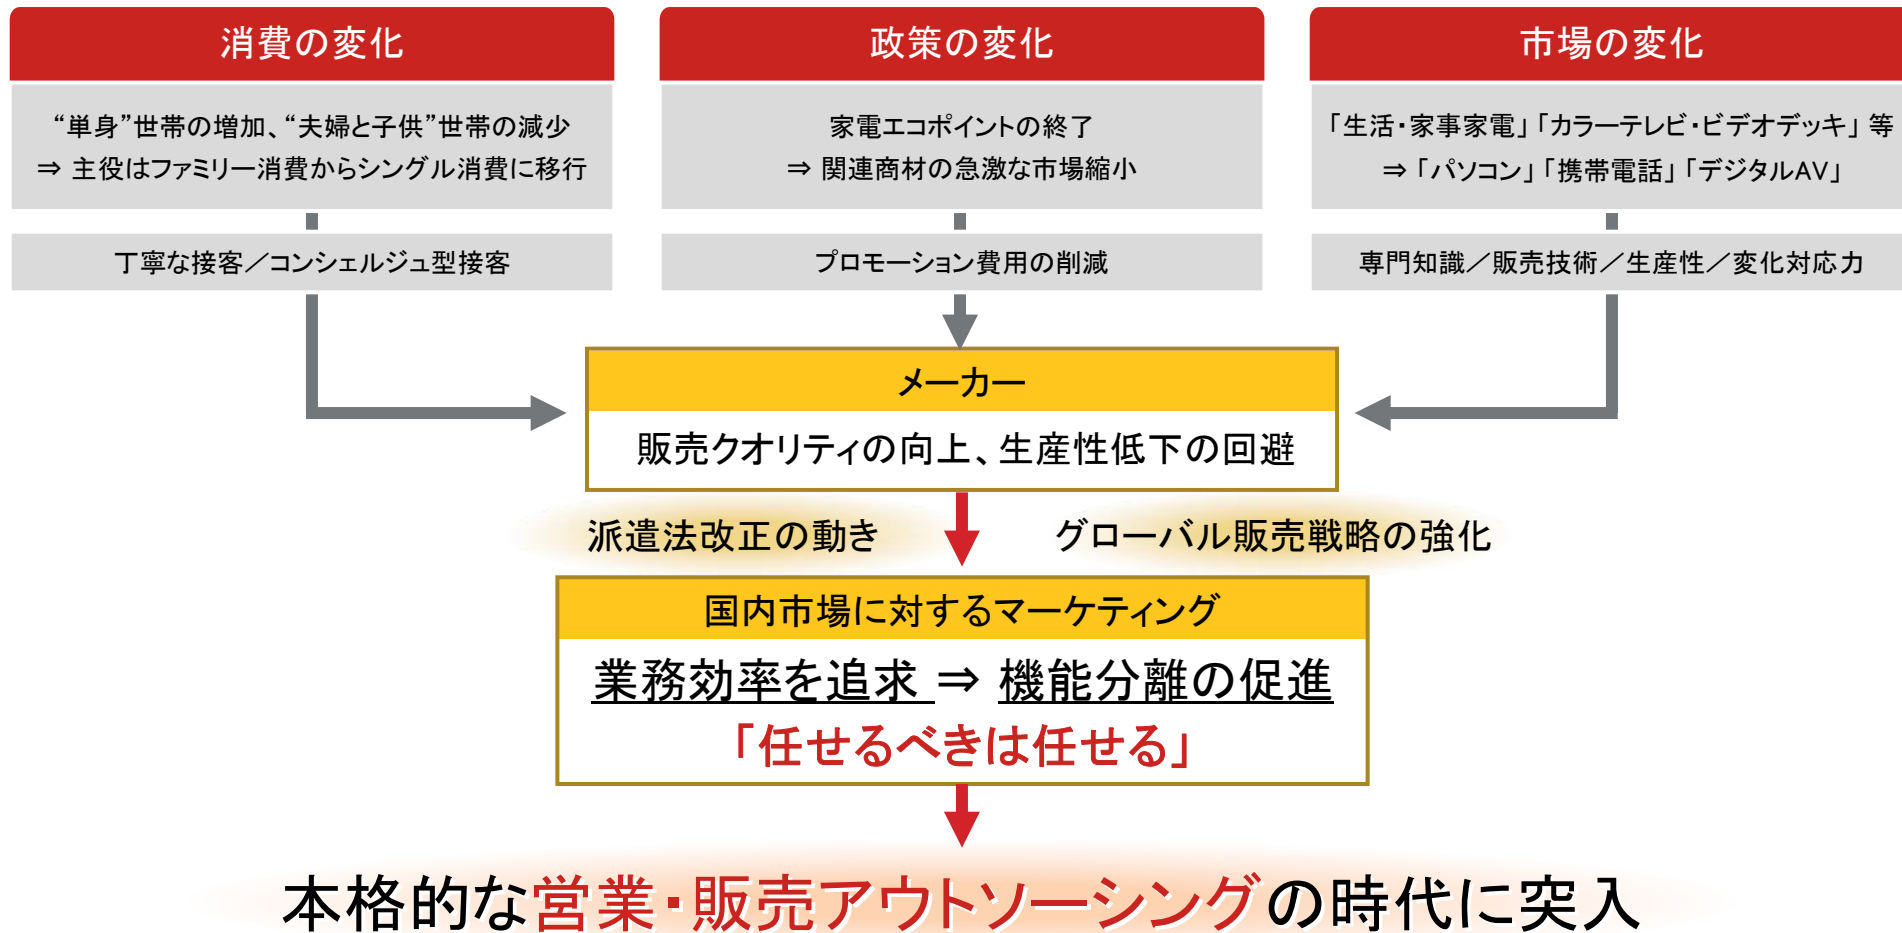 消費の変化
“単身”世帯の増加、“夫婦と子供”世帯の減少
⇒ 主役はファミリー消費からシングル消費に移行
丁寧な接客／コンシェルジュ型接客
政策の変化
家電エコポイントの終了
⇒ 関連商材の急激な市場縮小
プロモーション費用の削減
市場の変化
「生活・家事家電」「カラーテレビ・ビデオデッキ」等
⇒「パソコン」「携帯電話」「デジタルAV」
専門知識／販売技術／生産性／変化対応力
メーカー
販売クオリティの向上、生産性低下の回避
派遣法改正の動き
グローバル販売戦略の強化
国内市場に対するマーケティング
業務効率を追求 ⇒ 機能分離の促進
「任せるべきは任せる」
本格的な営業・販売アウトソーシングの時代に突入